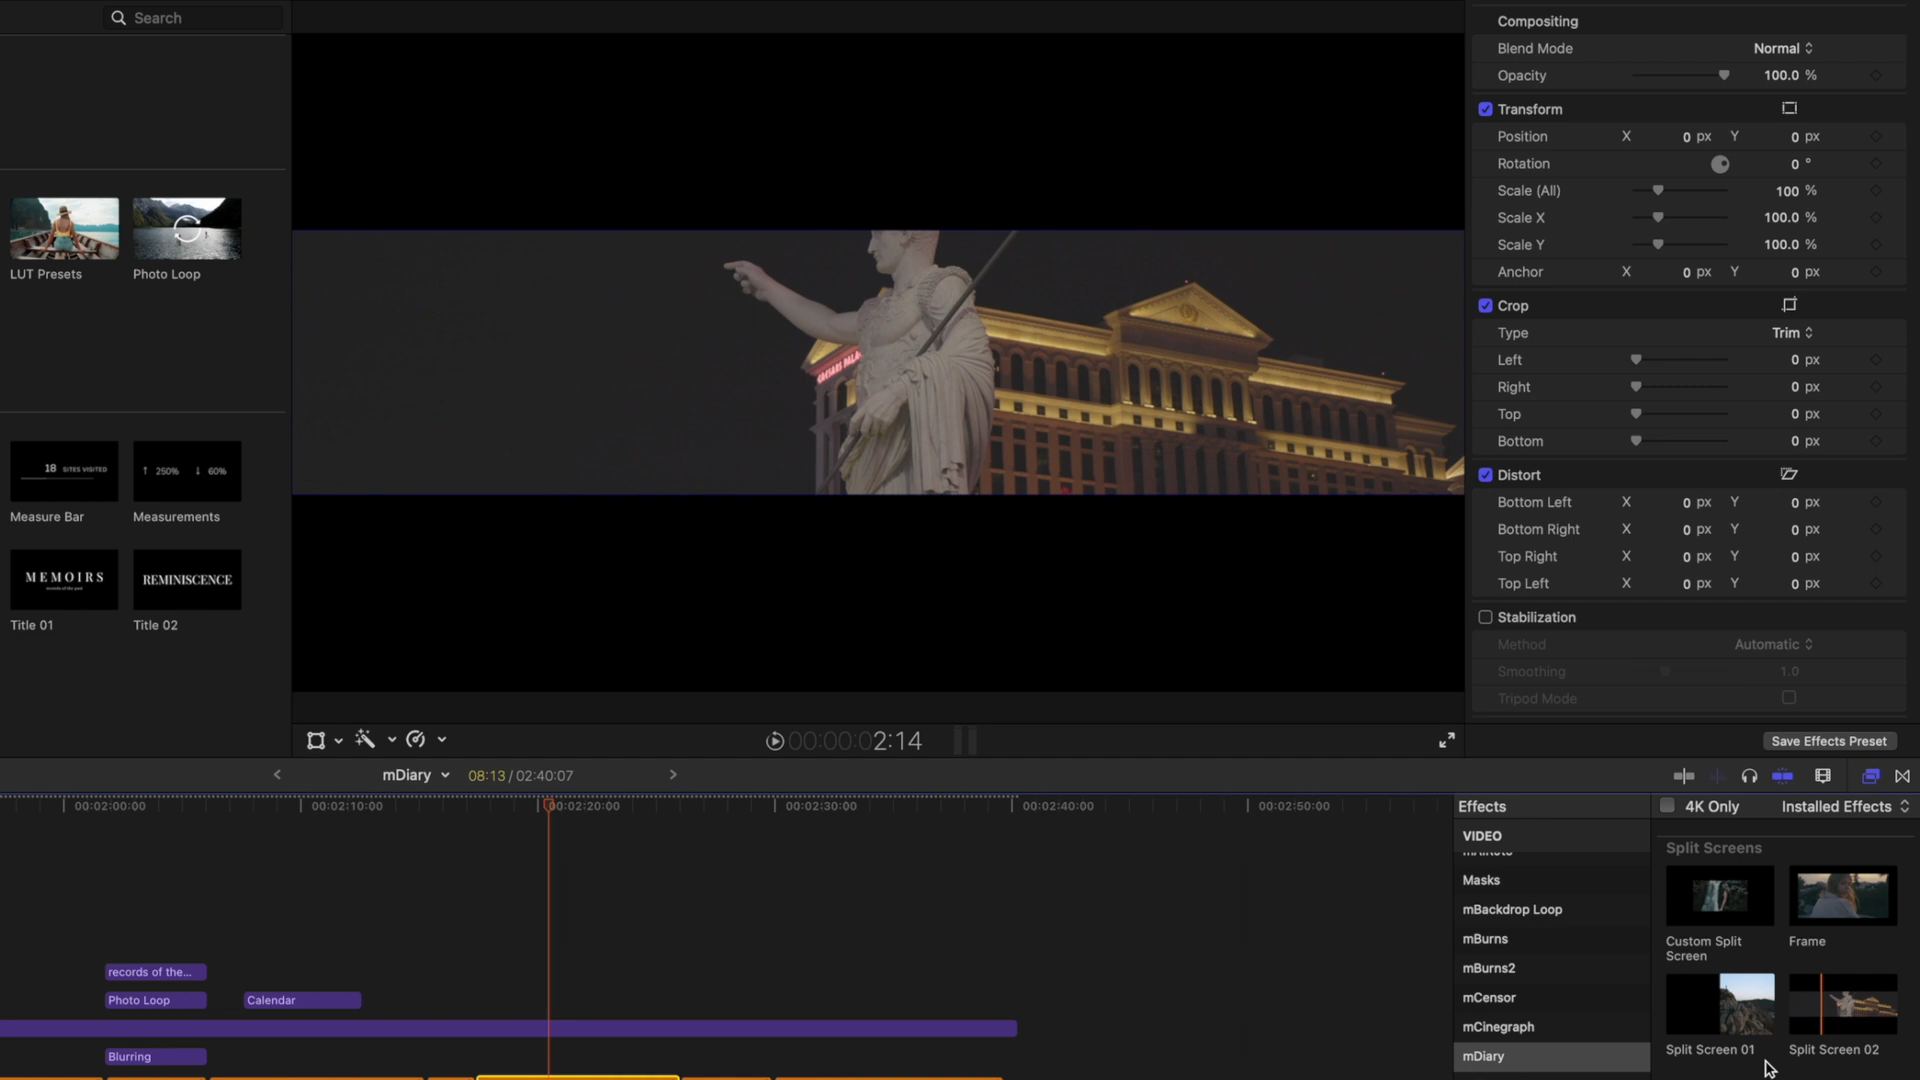 Search
LUT Presets
Photo Loop
18 SITES VISITED
↑ 250% ↓ 60%
Measure Bar
Measurements
MEMOIRS
records of the past
REMINISCENCE
Title 01
Title 02
CAESARS PALA
00:00:02:14
Compositing
Blend Mode Normal
Opacity 100.0 %
Transform
Position X 0 px Y 0 px
Rotation 0 °
Scale (All) 100 %
Scale X 100.0 %
Scale Y 100.0 %
Anchor X 0 px Y 0 px
Crop
Type Trim
Left 0 px
Right 0 px
Top 0 px
Bottom 0 px
Distort
Bottom Left X 0 px Y 0 px
Bottom Right X 0 px Y 0 px
Top Right X 0 px Y 0 px
Top Left X 0 px Y 0 px
Stabilization
Method Automatic
Smoothing 1.0
Tripod Mode
Save Effects Preset
mDiary 08:13 / 02:40:07
00:02:00:00 00:02:10:00 00:02:20:00 00:02:30:00 00:02:40:00 00:02:50:00
records of the...
Photo Loop
Calendar
Blurring
Effects
4K Only
Installed Effects
VIDEO
Masks
mBackdrop Loop
mBurns
mBurns2
mCensor
mCinegraph
mDiary
Split Screens
Custom Split
Screen
Frame
Split Screen 01
Split Screen 02